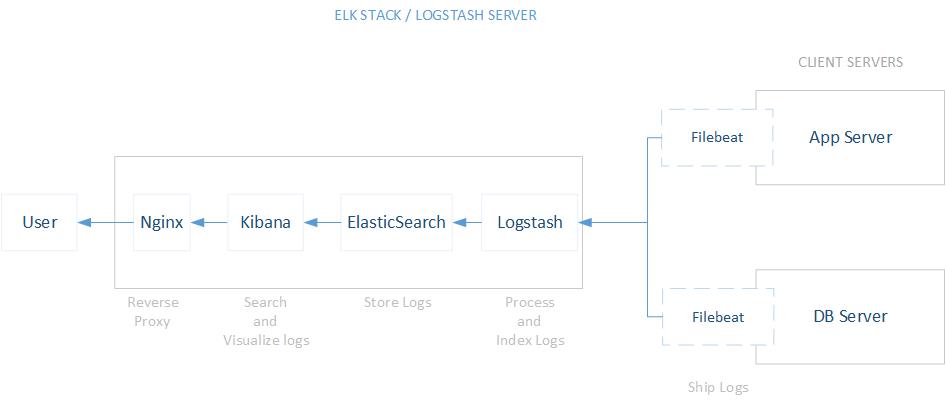 ELK STACK / LOGSTASH SERVER
CLIENT SERVERS
Filebeat
App Server
User
Nginx
Kibana
ElasticSearch
Logstash
Reverse
Proxy
Search
and
Visualize logs
Store Logs
Process
and
Index Logs
Filebeat
DB Server
Ship Logs